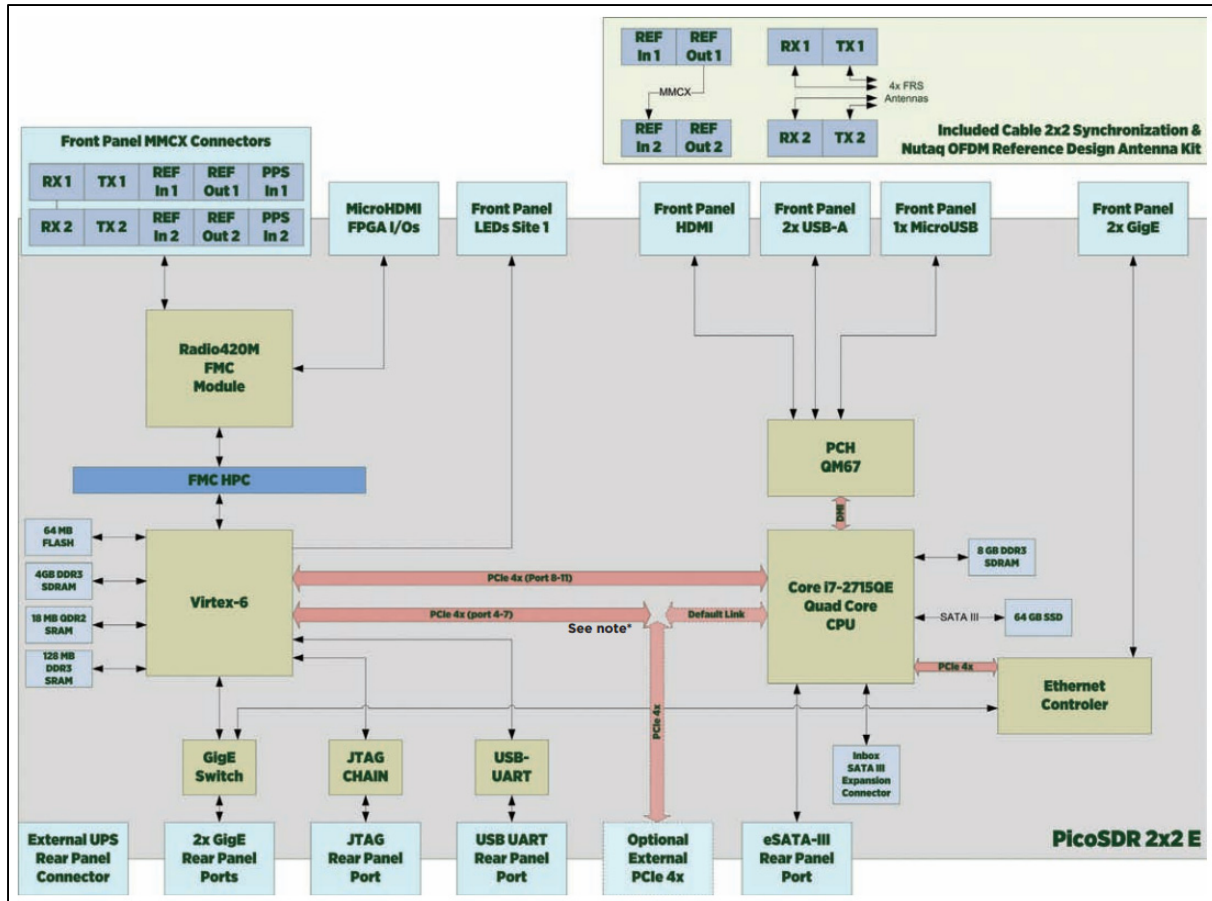 REF In 1
REF Out 1
RX 1
TX 1
MMCX
4x FRS
Antennas
REF In 2
REF Out 2
RX 2
TX 2
Included Cable 2x2 Synchronization &
Nutaq OFDM Reference Design Antenna Kit
Front Panel MMCX Connectors
RX 1
TX 1
REF In 1
REF Out 1
PPS In 1
RX 2
TX 2
REF In 2
REF Out 2
PPS In 2
MicroHDMI
FPGA I/Os
Front Panel
LEDs Site 1
Front Panel
HDMI
Front Panel
2x USB-A
Front Panel
1x MicroUSB
Front Panel
2x GigE
Radio420M
FMC
Module
PCH
QM67
FMC HPC
DMI
64 MB
FLASH
4GB DDR3
SDRAM
18 MB QDR2
SRAM
128 MB
DDR3
SRAM
Virtex-6
PCIe 4x (Port 8-11)
PCIe 4x (port 4-7)
See note*
Default Link
Core i7-2715QE
Quad Core
CPU
8 GB DDR3
SDRAM
SATA III
64 GB SSD
PCIe 4x
Ethernet
Controler
PCIe 4x
GigE
Switch
JTAG
CHAIN
USB-
UART
Inbox
SATA III
Expansion
Connector
External UPS
Rear Panel
Connector
2x GigE
Rear Panel
Ports
JTAG
Rear Panel
Port
USB UART
Rear Panel
Port
Optional
External
PCIe 4x
eSATA-III
Rear Panel
Port
PicoSDR 2x2 E